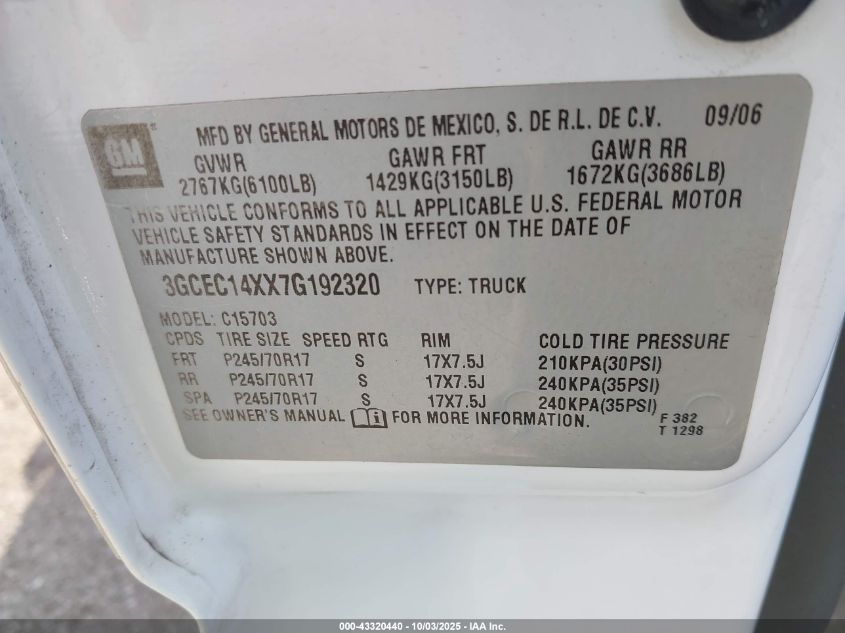 GM
MFD BY GENERAL MOTORS DE MEXICO, S. DE R.L. DE C.V. 09/06
GVWR GAWR FRT GAWR RR
2767KG(6100LB) 1429KG(3150LB) 1672KG(3686LB)
THIS VEHICLE CONFORMS TO ALL APPLICABLE U.S. FEDERAL MOTOR
VEHICLE SAFETY STANDARDS IN EFFECT ON THE DATE OF
MANUFACTURE SHOWN ABOVE.
3GCEC14XX7G192320 TYPE: TRUCK
MODEL: C15703
CPDS TIRE SIZE SPEED RTG RIM COLD TIRE PRESSURE
FRT P245/70R17 S 17X7.5J 210KPA(30PSI)
RR P245/70R17 S 17X7.5J 240KPA(35PSI)
SPA P245/70R17 S 17X7.5J 240KPA(35PSI)
SEE OWNER'S MANUAL FOR MORE INFORMATION.
F 382
T 1298
000-43320440 - 10/03/2025 - IAA Inc.